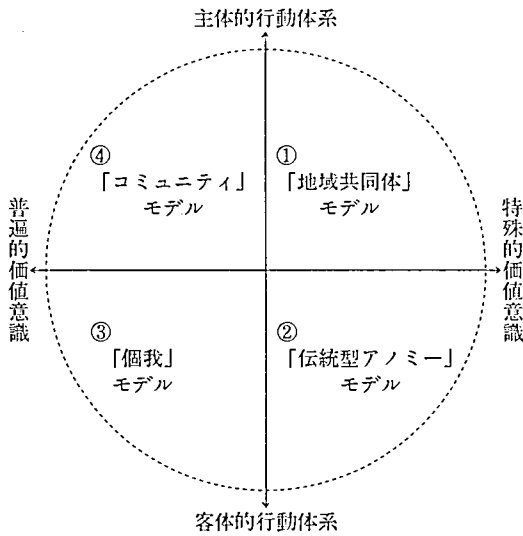 主体的行動体系
④
①
「コミュニティ」
モデル
「地域共同体」
モデル
普遍的価値意識
特殊的価値意識
③
②
「個我」
モデル
「伝統型アノミー」
モデル
客体的行動体系